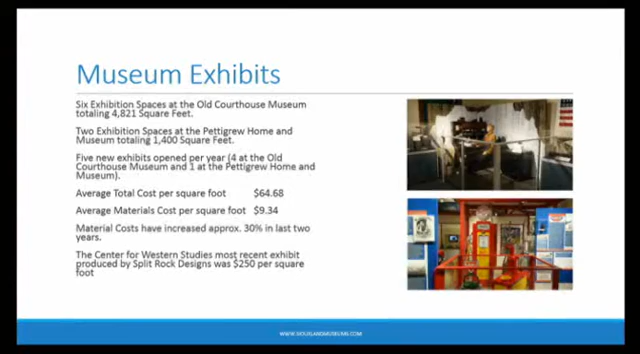 Museum Exhibits
Six Exhibition Spaces at the Old Courthouse Museum
totaling 4,821 Square Feet.
Two Exhibition Spaces at the Pettigrew Home and
Museum totaling 1,400 Square Feet.
Five new exhibits opened per year (4 at the Old
Courthouse Museum and 1 at the Pettigrew Home and
Museum).
Average Total Cost per square foot $64.68
Average Materials Cost per square foot $9.34
Material Costs have increased approx. 30% in last two
years.
The Center for Western Studies most recent exhibit
produced by Split Rock Designs was $250 per square
foot
WWW.SIOUXLANDMUSEUMS.COM